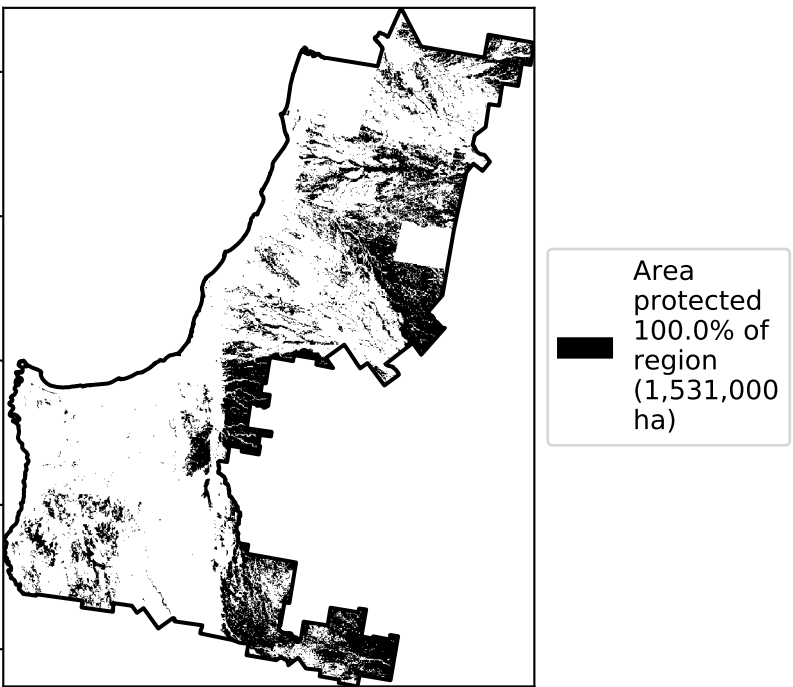 Area
protected
100.0% of
region
(1,531,000
ha)